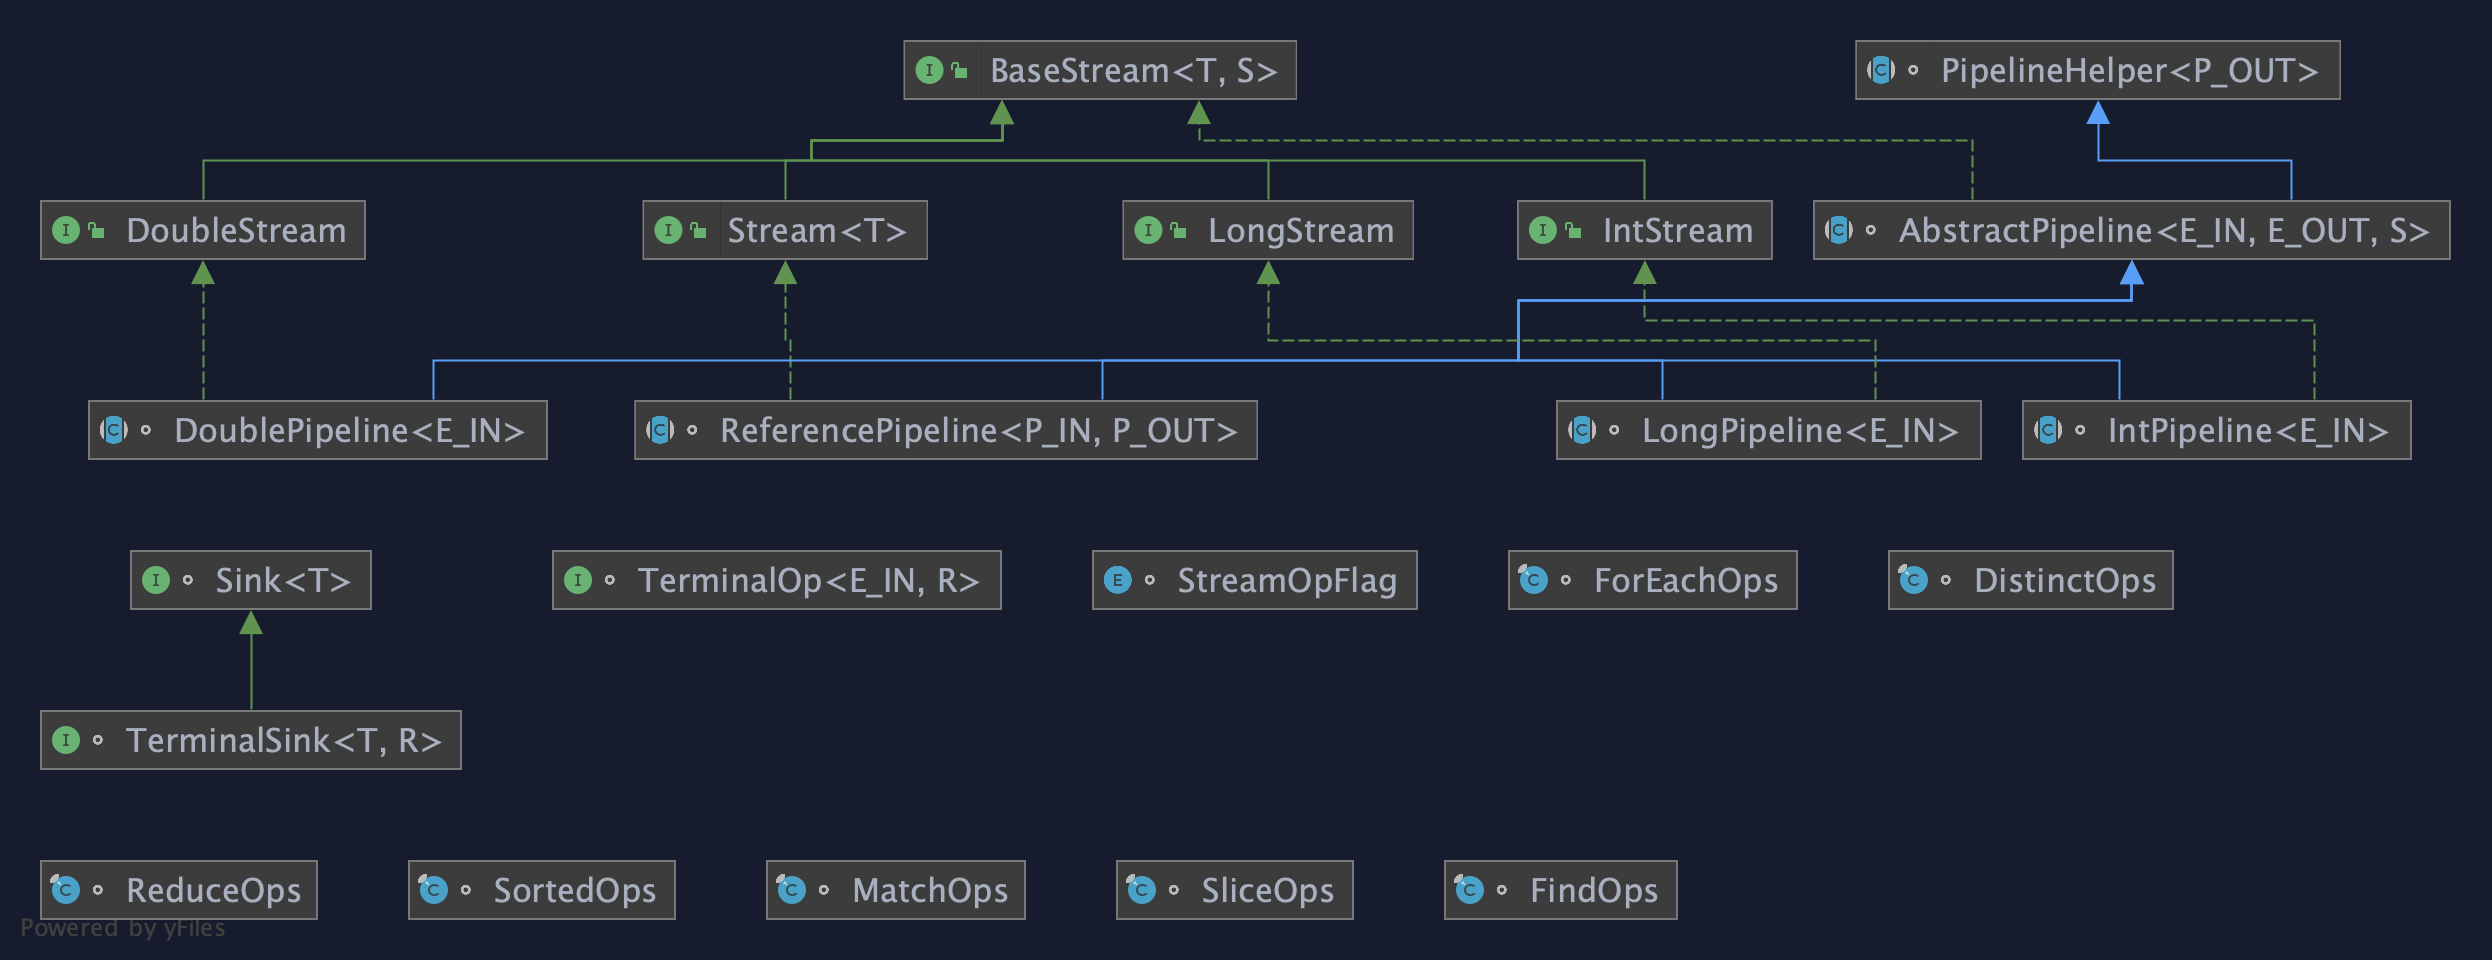 BaseStream<T, S>
PipelineHelper<P_OUT>
DoubleStream
Stream<T>
LongStream
IntStream
AbstractPipeline<E_IN, E_OUT, S>
DoublePipeline<E_IN>
ReferencePipeline<P_IN, P_OUT>
LongPipeline<E_IN>
IntPipeline<E_IN>
Sink<T>
TerminalOp<E_IN, R>
StreamOpFlag
ForEachOps
DistinctOps
TerminalSink<T, R>
ReduceOps
SortedOps
MatchOps
SliceOps
FindOps
Powered by yFiles